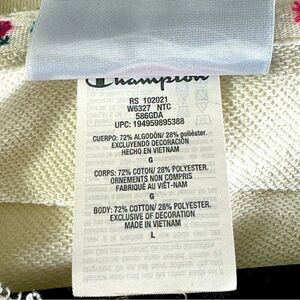 Champion
RS 102021
W6327 NTC
586GDA
UPC: 194959895388
CUERPO: 72% ALGODÓN/ 28% poliéster.
EXCLUYENDO DECORACIÓN
HECHO EN VIETNAM
G
CORPS: 72% COTON/ 28% POLYESTER.
ORNEMENTS NON COMPRIS
FABRIQUÉ AU VIÊT-NAM
G
BODY: 72% COTTON/ 28% POLYESTER.
EXCLUSIVE OF DECORATION
MADE IN VIETNAM
L